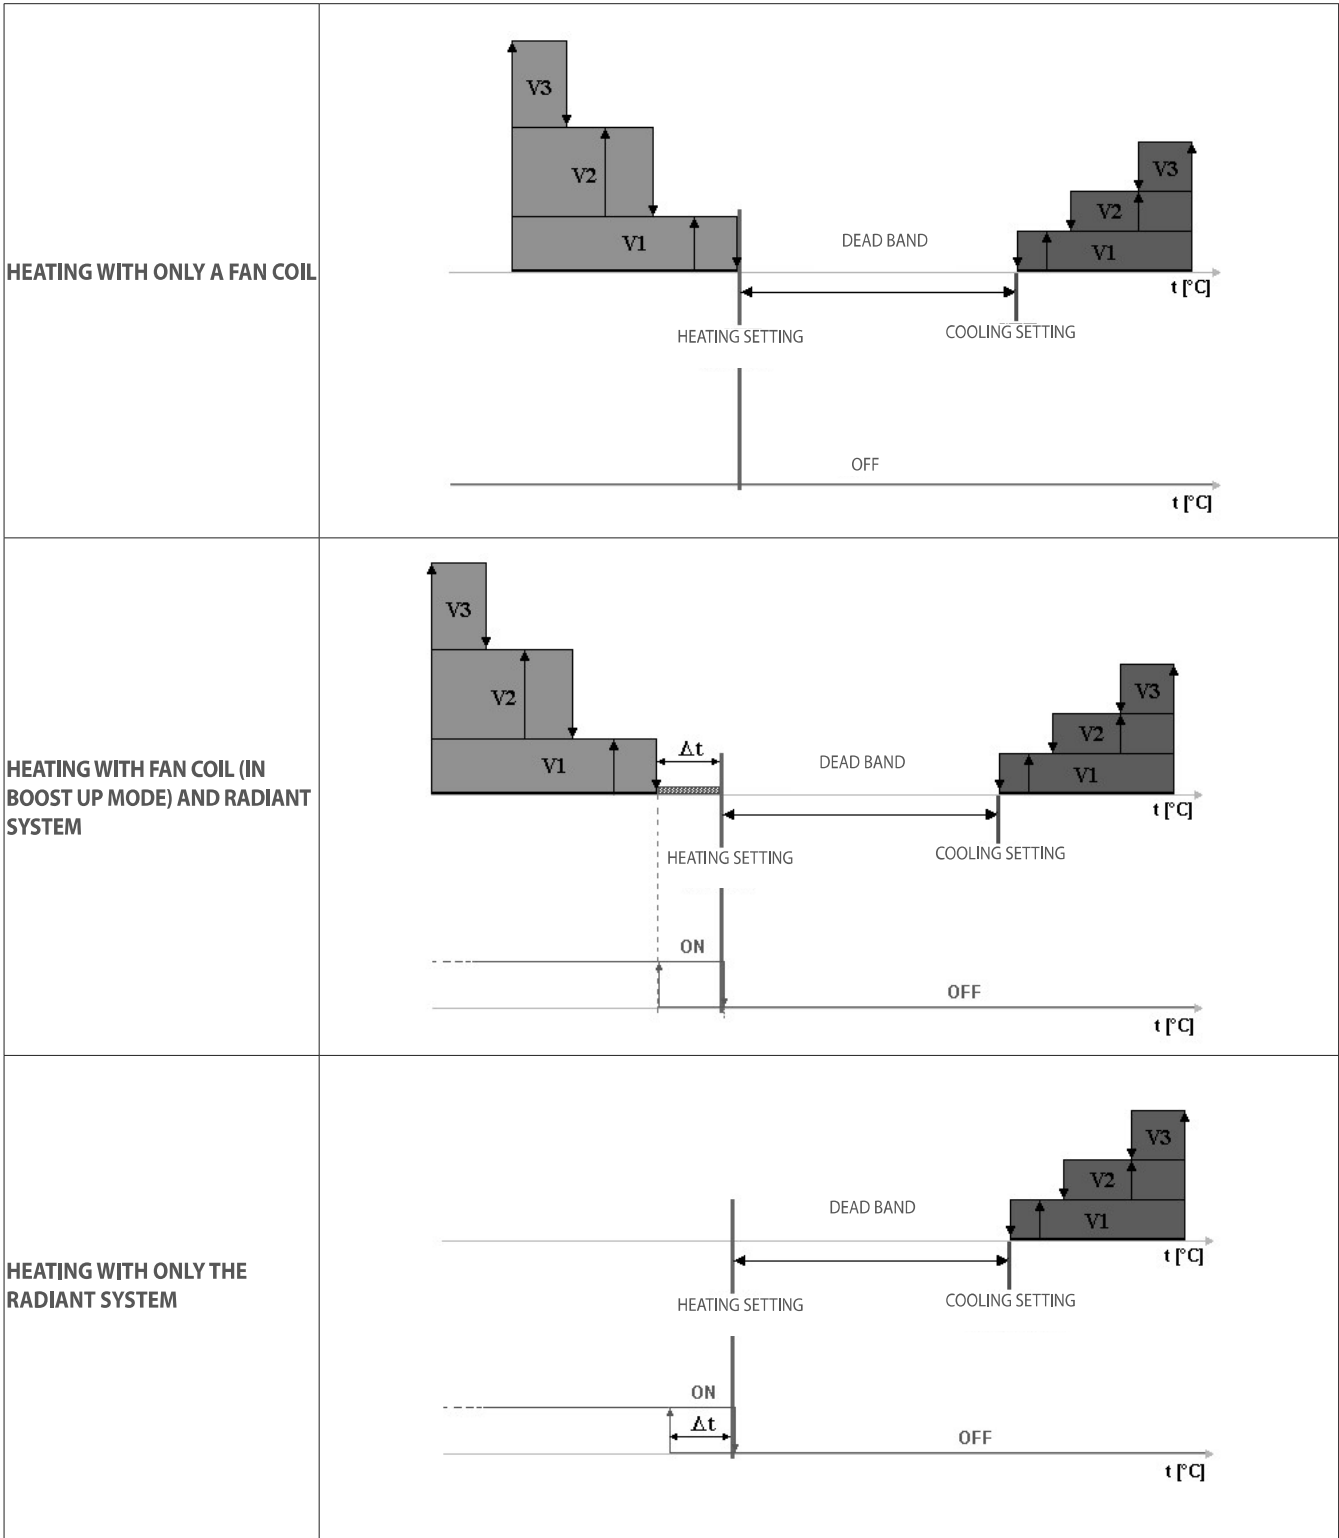 HEATING WITH ONLY A FAN COIL
V3
V2
V1
V3
V2
V1
DEAD BAND
t [°C]
HEATING SETTING
COOLING SETTING
OFF
t [°C]
HEATING WITH FAN COIL (IN
BOOST UP MODE) AND RADIANT
SYSTEM
V3
V2
V1
Δt
V3
V2
V1
DEAD BAND
t [°C]
HEATING SETTING
COOLING SETTING
ON
OFF
t [°C]
HEATING WITH ONLY THE
RADIANT SYSTEM
V3
V2
V1
DEAD BAND
t [°C]
HEATING SETTING
COOLING SETTING
ON
Δt
OFF
t [°C]